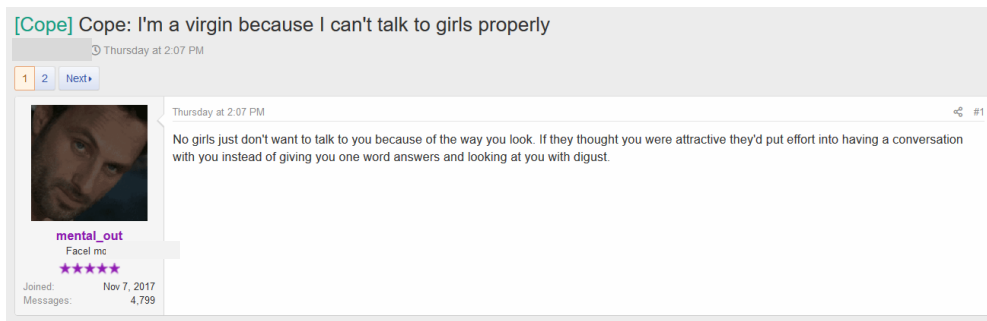 [Cope] Cope: I'm a virgin because I can't talk to girls properly
Thursday at 2:07 PM
1 2 Next
Thursday at 2:07 PM #1
No girls just don't want to talk to you because of the way you look. If they thought you were attractive they'd put effort into having a conversation
with you instead of giving you one word answers and looking at you with digust.
mental_out
Facel
Joined: Nov 7, 2017
Messages: 4,799